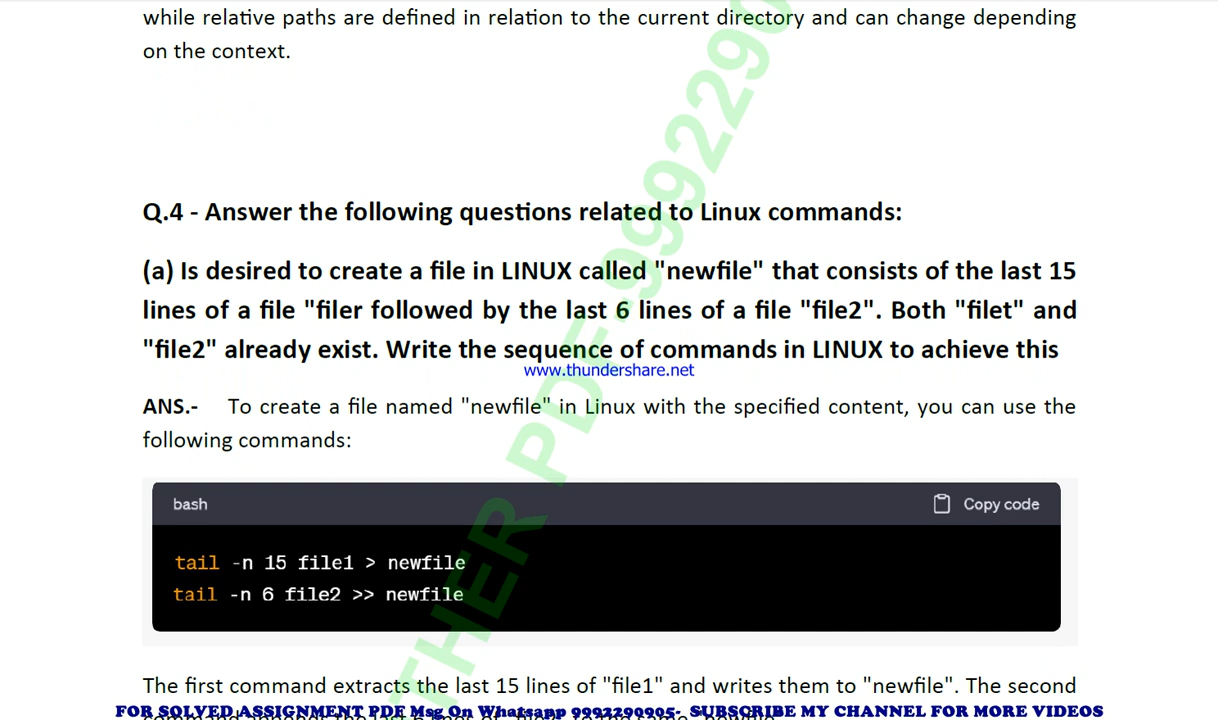 while relative paths are defined in relation to the current directory and can change depending
on the context.
Q.4 - Answer the following questions related to Linux commands:
(a) Is desired to create a file in LINUX called "newfile" that consists of the last 15
lines of a file "filer followed by the last 6 lines of a file "file2". Both "filet" and
"file2" already exist. Write the sequence of commands in LINUX to achieve this
www.thundershare.net
ANS.- To create a file named "newfile" in Linux with the specified content, you can use the
following commands:
bash Copy code
tail -n 15 file1 > newfile
tail -n 6 file2 >> newfile
The first command extracts the last 15 lines of "file1" and writes them to "newfile". The second
FOR SOLVED ASSIGNMENT PDF Msg On Whatsapp 9992290905- SUBSCRIBE MY CHANNEL FOR MORE VIDEOS
THER PDF-9992290